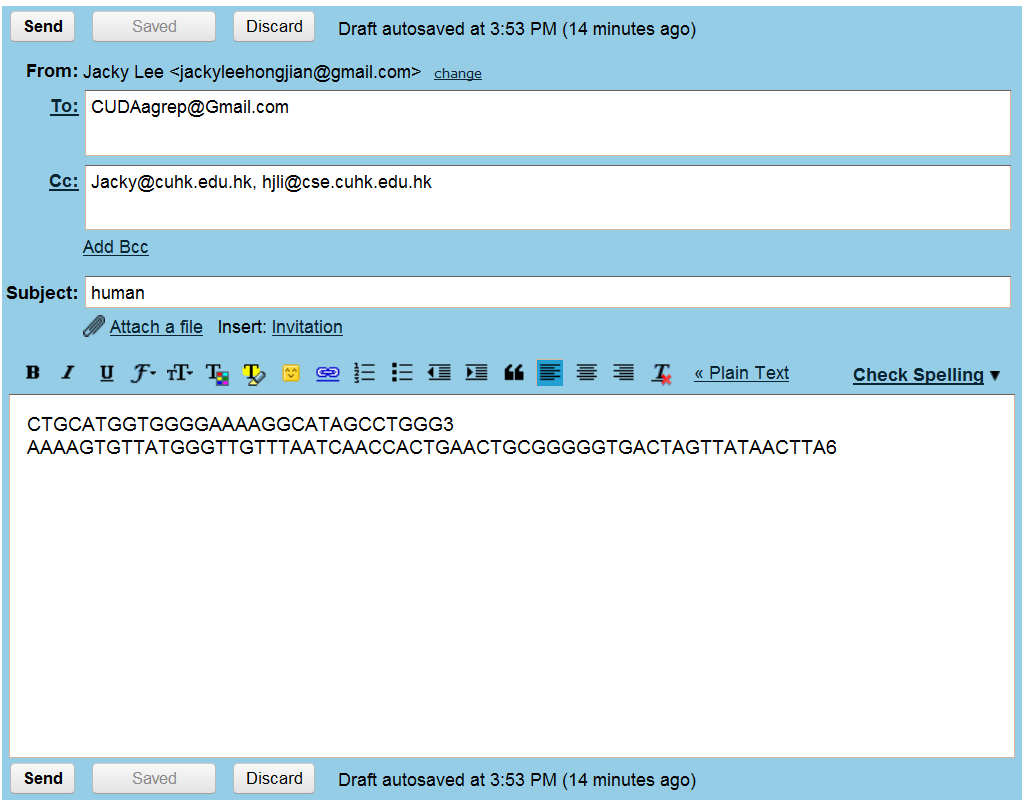 Send Saved Discard Draft autosaved at 3:53 PM (14 minutes ago)
From: Jacky Lee <jackyleehongjian@gmail.com> change
To: CUDAagrep@Gmail.com
Cc: Jacky@cuhk.edu.hk, hjli@cse.cuhk.edu.hk
Add Bcc
Subject: human
Attach a file Insert: Invitation
B I U F T T T « Plain Text Check Spelling ▼
CTGCATGGTGGGGAAAAGGCATAGCCTGGG3
AAAAGTGTTATGGGTTGTTTAATCAACCACTGAACTGCGGGGGTGACTAGTTATAACTTA6
Send Saved Discard Draft autosaved at 3:53 PM (14 minutes ago)